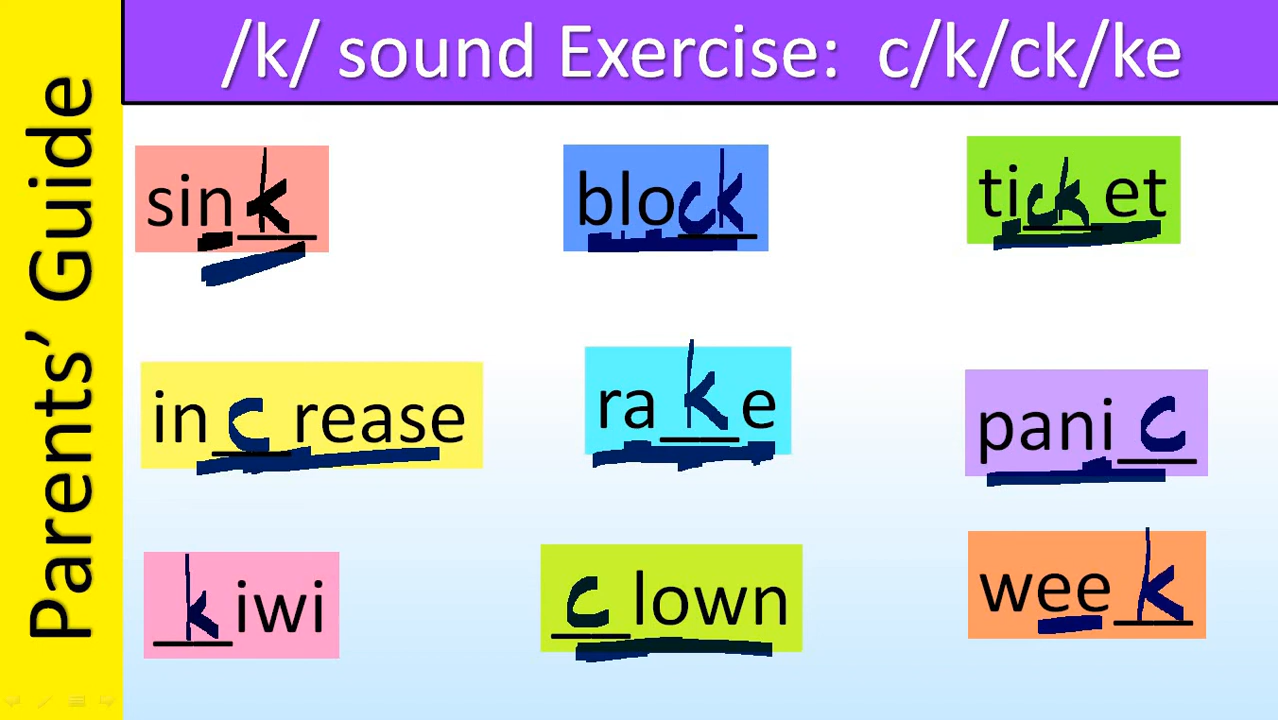 Parents' Guide
/k/ sound Exercise: c/k/ck/ke
sink
block
ticket
increase
rake
panic
kiwi
clown
week